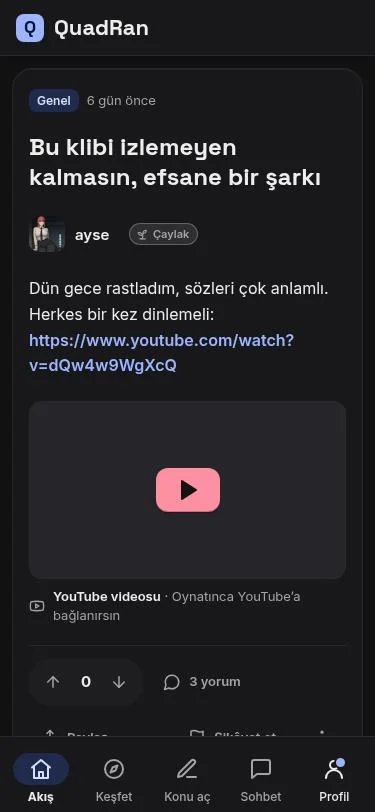 Q QuadRan
Genel 6 gün önce
Bu klibi izlemeyen
kalmasın, efsane bir şarkı
ayse Çaylak
Dün gece rastladım, sözleri çok anlamlı.
Herkes bir kez dinlemeli:
https://www.youtube.com/watch?
v=dQw4w9WgXcQ
YouTube videosu · Oynatınca YouTube’a
bağlanırsın
0 3 yorum
Akış Keşfet Konu aç Sohbet Profil